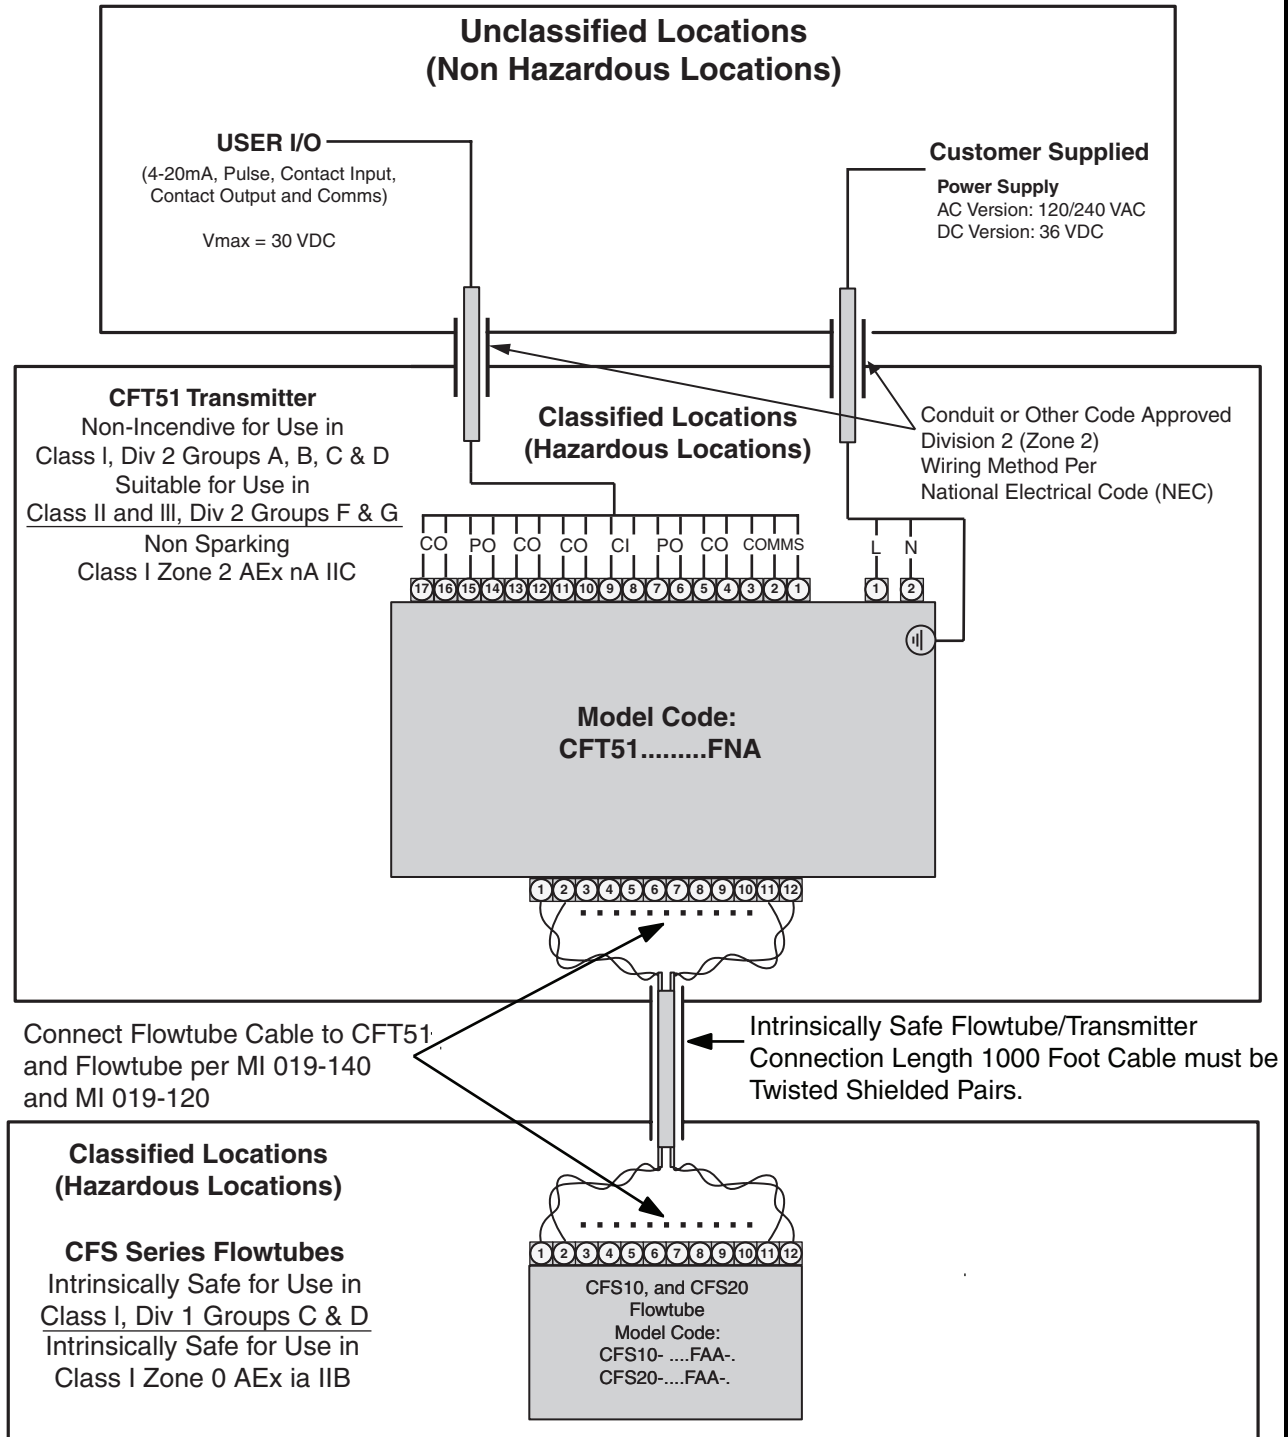 Unclassified Locations
(Non Hazardous Locations)
USER I/O
(4-20mA, Pulse, Contact Input,
Contact Output and Comms)
Vmax = 30 VDC
Customer Supplied
Power Supply
AC Version: 120/240 VAC
DC Version: 36 VDC
CFT51 Transmitter
Non-Incendive for Use in
Class I, Div 2 Groups A, B, C & D
Suitable for Use in
Class II and III, Div 2 Groups F & G
Non Sparking
Class I Zone 2 AEx nA IIC
Classified Locations
(Hazardous Locations)
Conduit or Other Code Approved
Division 2 (Zone 2)
Wiring Method Per
National Electrical Code (NEC)
CO PO CO CO CI PO CO COMMS L N
17 16 15 14 13 12 11 10 9 8 7 6 5 4 3 2 1 1 2
Model Code:
CFT51.........FNA
1 2 3 4 5 6 7 8 9 10 11 12
Connect Flowtube Cable to CFT51
and Flowtube per MI 019-140
and MI 019-120
Intrinsically Safe Flowtube/Transmitter
Connection Length 1000 Foot Cable must be
Twisted Shielded Pairs.
Classified Locations
(Hazardous Locations)
CFS Series Flowtubes
Intrinsically Safe for Use in
Class I, Div 1 Groups C & D
Intrinsically Safe for Use in
Class I Zone 0 AEx ia IIB
1 2 3 4 5 6 7 8 9 10 11 12
CFS10, and CFS20
Flowtube
Model Code:
CFS10- ....FAA-.
CFS20-....FAA-.